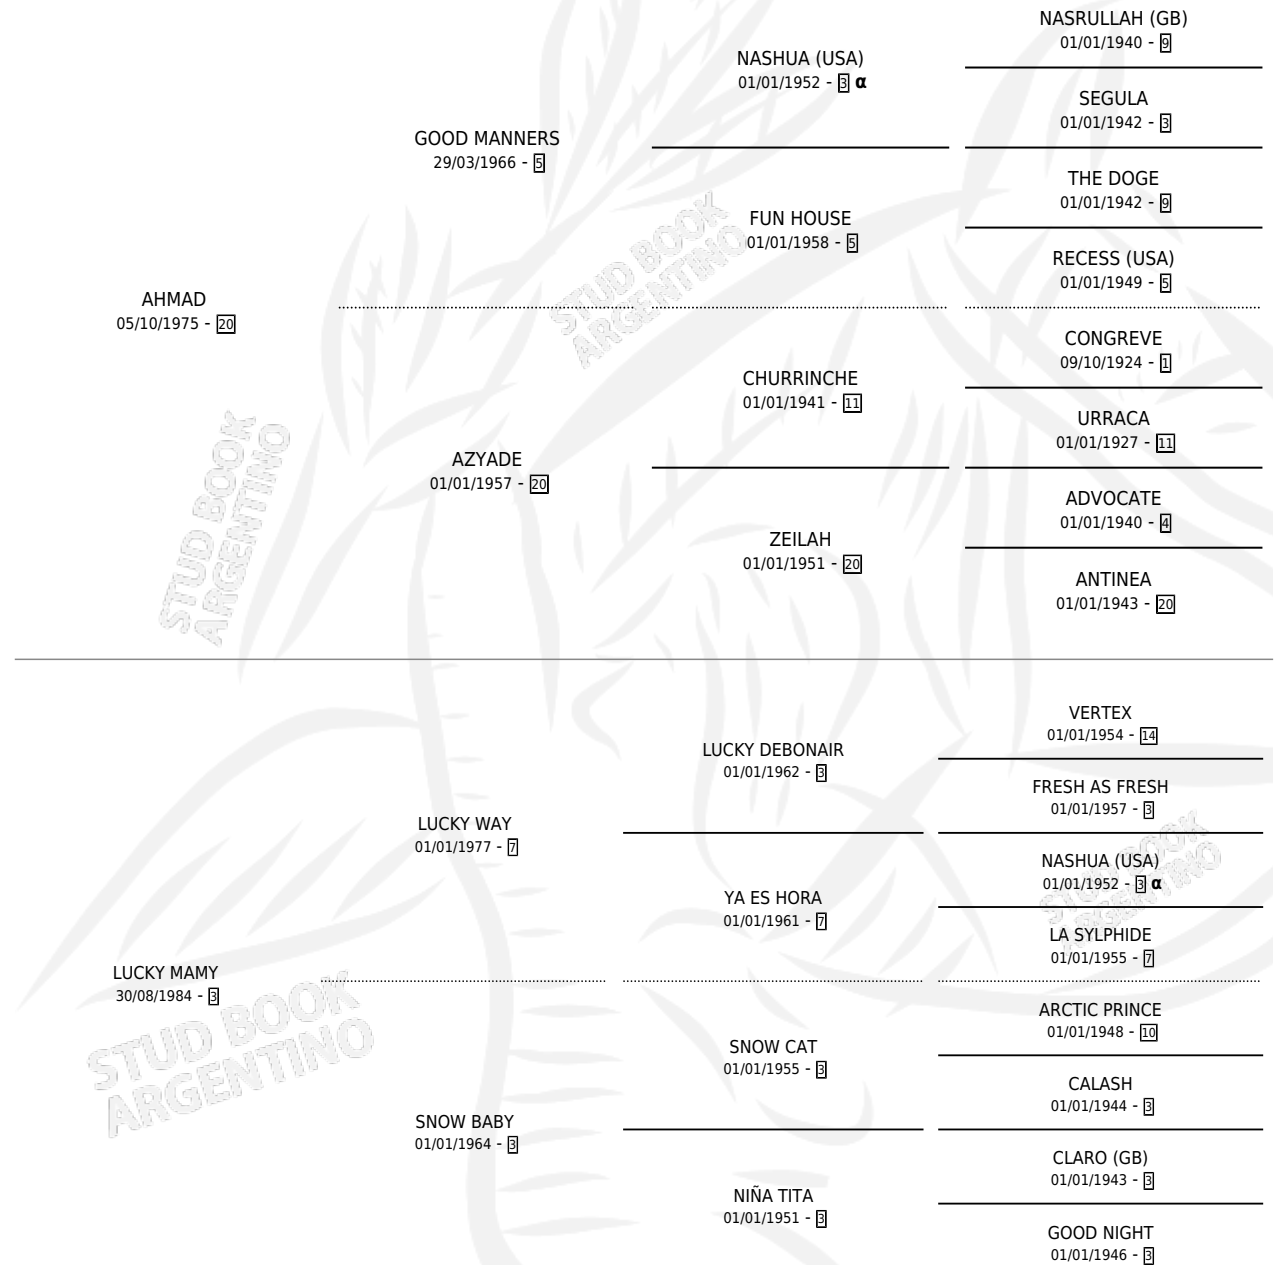 NASRULLAH (GB)
01/01/1940 - 9
NASHUA (USA)
01/01/1952 - 3 α
SEGULA
01/01/1942 - 3
GOOD MANNERS
29/03/1966 - 5
THE DOGE
01/01/1942 - 9
FUN HOUSE
01/01/1958 - 5
RECESS (USA)
01/01/1949 - 5
AHMAD
05/10/1975 - 20
CONGREVE
09/10/1924 - 1
CHURRINCHE
01/01/1941 - 11
URRACA
01/01/1927 - 11
AZYADE
01/01/1957 - 20
ADVOCATE
01/01/1940 - 4
ZEILAH
01/01/1951 - 20
ANTINEA
01/01/1943 - 20
VERTEX
01/01/1954 - 14
LUCKY DEBONAIR
01/01/1962 - 3
FRESH AS FRESH
01/01/1957 - 3
LUCKY WAY
01/01/1977 - 7
NASHUA (USA)
01/01/1952 - 3 α
YA ES HORA
01/01/1961 - 7
LA SYLPHIDE
01/01/1955 - 7
LUCKY MAMY
30/08/1984 - 3
ARCTIC PRINCE
01/01/1948 - 10
SNOW CAT
01/01/1955 - 3
CALASH
01/01/1944 - 3
SNOW BABY
01/01/1964 - 3
CLARO (GB)
01/01/1943 - 3
NIÑA TITA
01/01/1951 - 3
GOOD NIGHT
01/01/1946 - 3
STUD BOOK
ARGENTINO
STUD BOOK
ARGENTINO
STUD BOOK
ARGENTINO
STUD BOOK
ARGENTINO